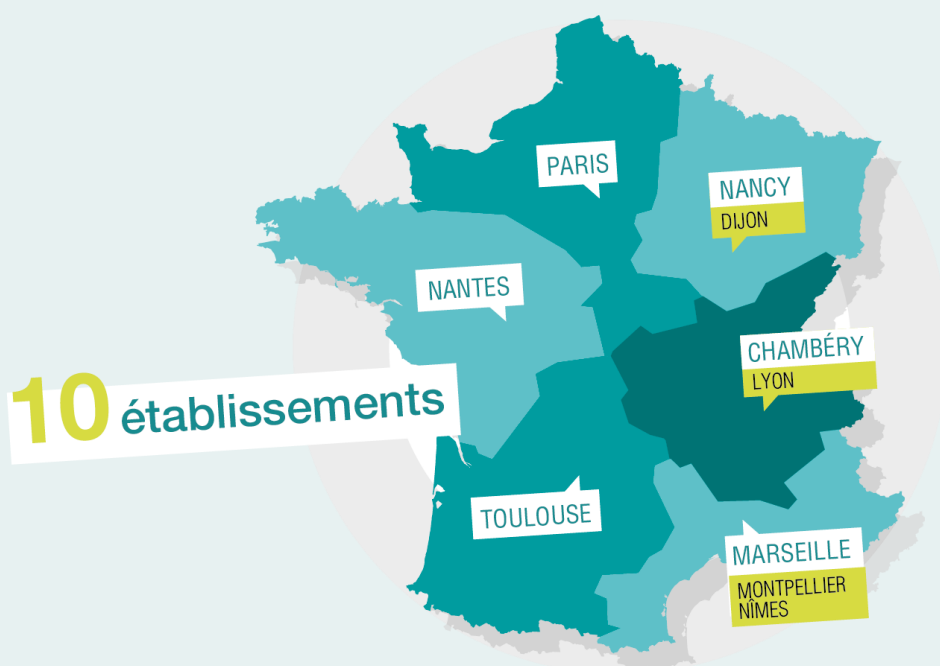 PARIS
NANCY
DIJON
NANTES
CHAMBÉRY
LYON
10 établissements
TOULOUSE
MARSEILLE
MONTPELLIER
NÎMES